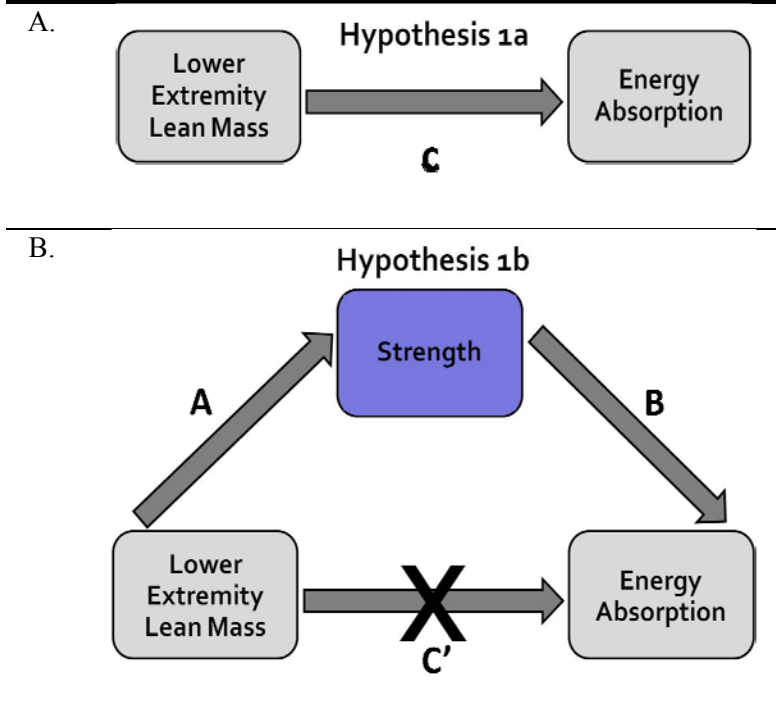 A.
Hypothesis 1a
Lower
Extremity
Lean Mass
Energy
Absorption
C
B.
Hypothesis 1b
Strength
A
B
Lower
Extremity
Lean Mass
X
C’
Energy
Absorption